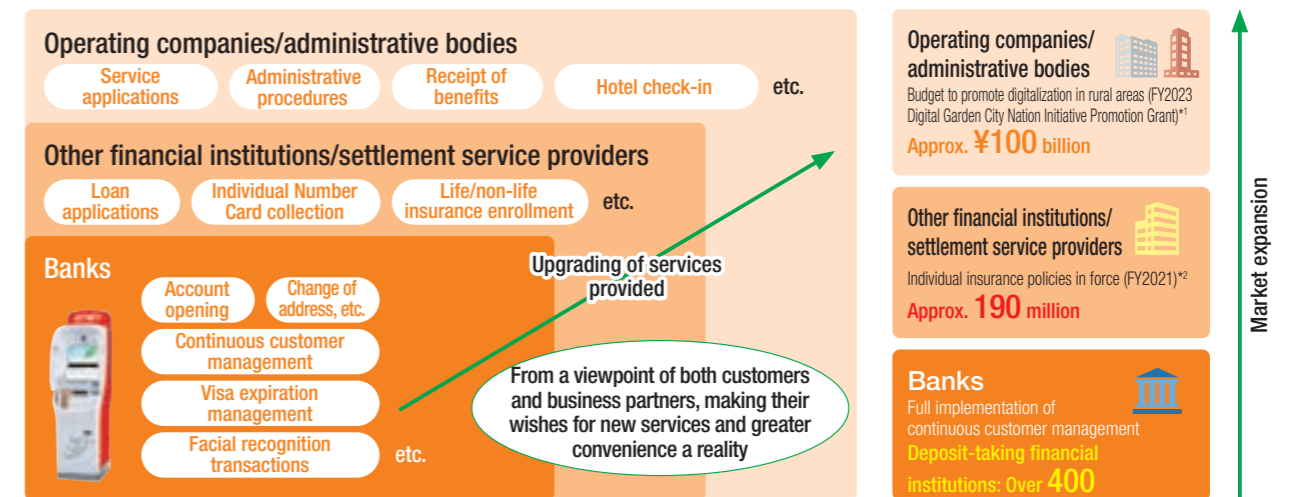 Operating companies/administrative bodies
Service
applications
Administrative
procedures
Receipt of
benefits
Hotel check-in
etc.
Other financial institutions/settlement service providers
Loan
applications
Individual Number
Card collection
Life/non-life
insurance enrollment
etc.
Banks
Account
opening
Change of
address, etc.
Continuous customer
management
Visa expiration
management
Facial recognition
transactions
etc.
Upgrading of services
provided
From a viewpoint of both customers
and business partners, making their
wishes for new services and greater
convenience a reality
Operating companies/
administrative bodies
Budget to promote digitalization in rural areas (FY2023
Digital Garden City Nation Initiative Promotion Grant)*1
Approx. ¥100 billion
Other financial institutions/
settlement service providers
Individual insurance policies in force (FY2021)*2
Approx. 190 million
Banks
Full implementation of
continuous customer management
Deposit-taking financial
institutions: Over 400
Market expansion